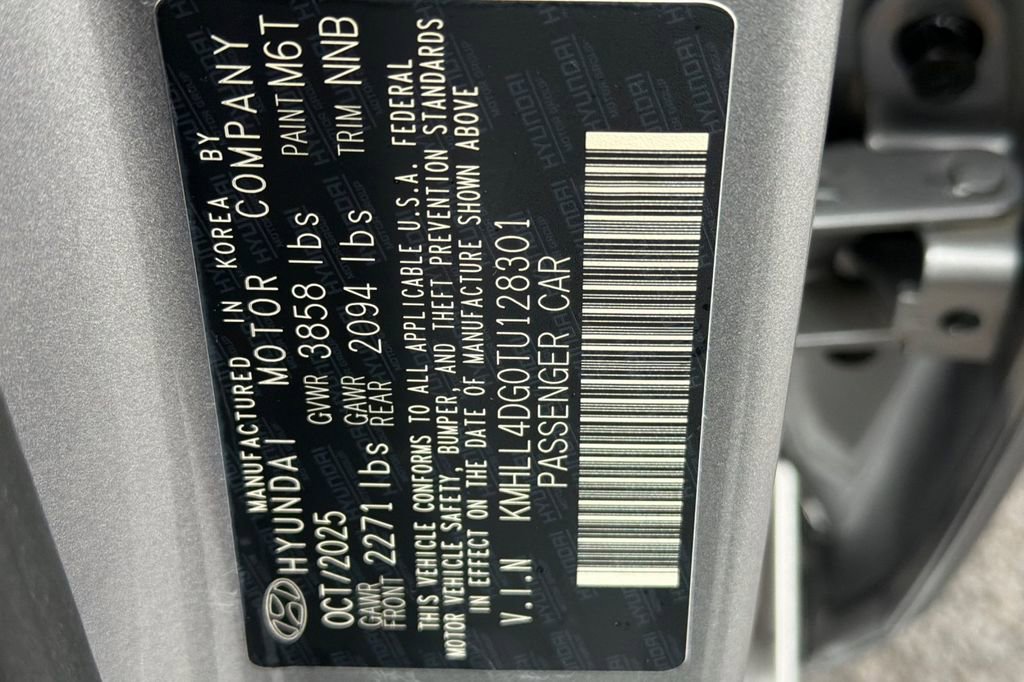 MANUFACTURED IN KOREA BY
HYUNDAI MOTOR COMPANY
OCT/2025 GVWR 3858 lbs PAINT M6T
GAWR FRONT 2271 lbs GAWR REAR 2094 lbs TRIM NNB
THIS VEHICLE CONFORMS TO ALL APPLICABLE U.S.A. FEDERAL
MOTOR VEHICLE SAFETY, BUMPER, AND THEFT PREVENTION STANDARDS
IN EFFECT ON THE DATE OF MANUFACTURE SHOWN ABOVE
V.I.N KMHLL4DG0TU128301
PASSENGER CAR